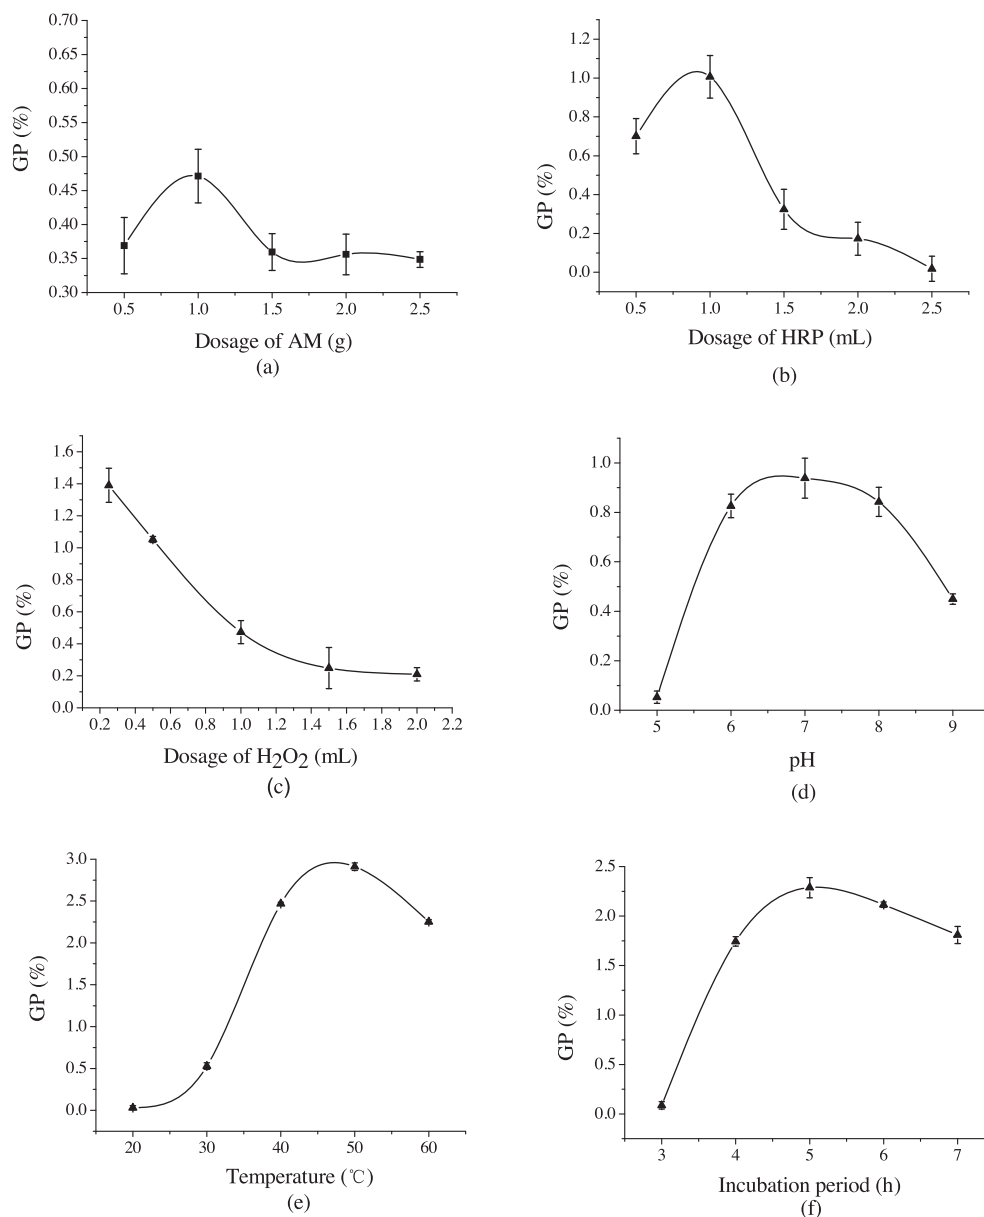 0.70
0.65
0.60
0.55
0.50
0.45
0.40
0.35
0.30
GP (%)
0.5 1.0 1.5 2.0 2.5
Dosage of AM (g)
(a)
1.2
1.0
0.8
0.6
0.4
0.2
0.0
GP (%)
0.5 1.0 1.5 2.0 2.5
Dosage of HRP (mL)
(b)
1.6
1.4
1.2
1.0
0.8
0.6
0.4
0.2
0.0
GP (%)
0.2 0.4 0.6 0.8 1.0 1.2 1.4 1.6 1.8 2.0 2.2
Dosage of H2O2 (mL)
(c)
1.0
0.8
0.6
0.4
0.2
0.0
GP (%)
5 6 7 8 9
pH
(d)
3.0
2.5
2.0
1.5
1.0
0.5
0.0
GP (%)
20 30 40 50 60
Temperature (℃)
(e)
2.5
2.0
1.5
1.0
0.5
0.0
GP (%)
3 4 5 6 7
Incubation period (h)
(f)